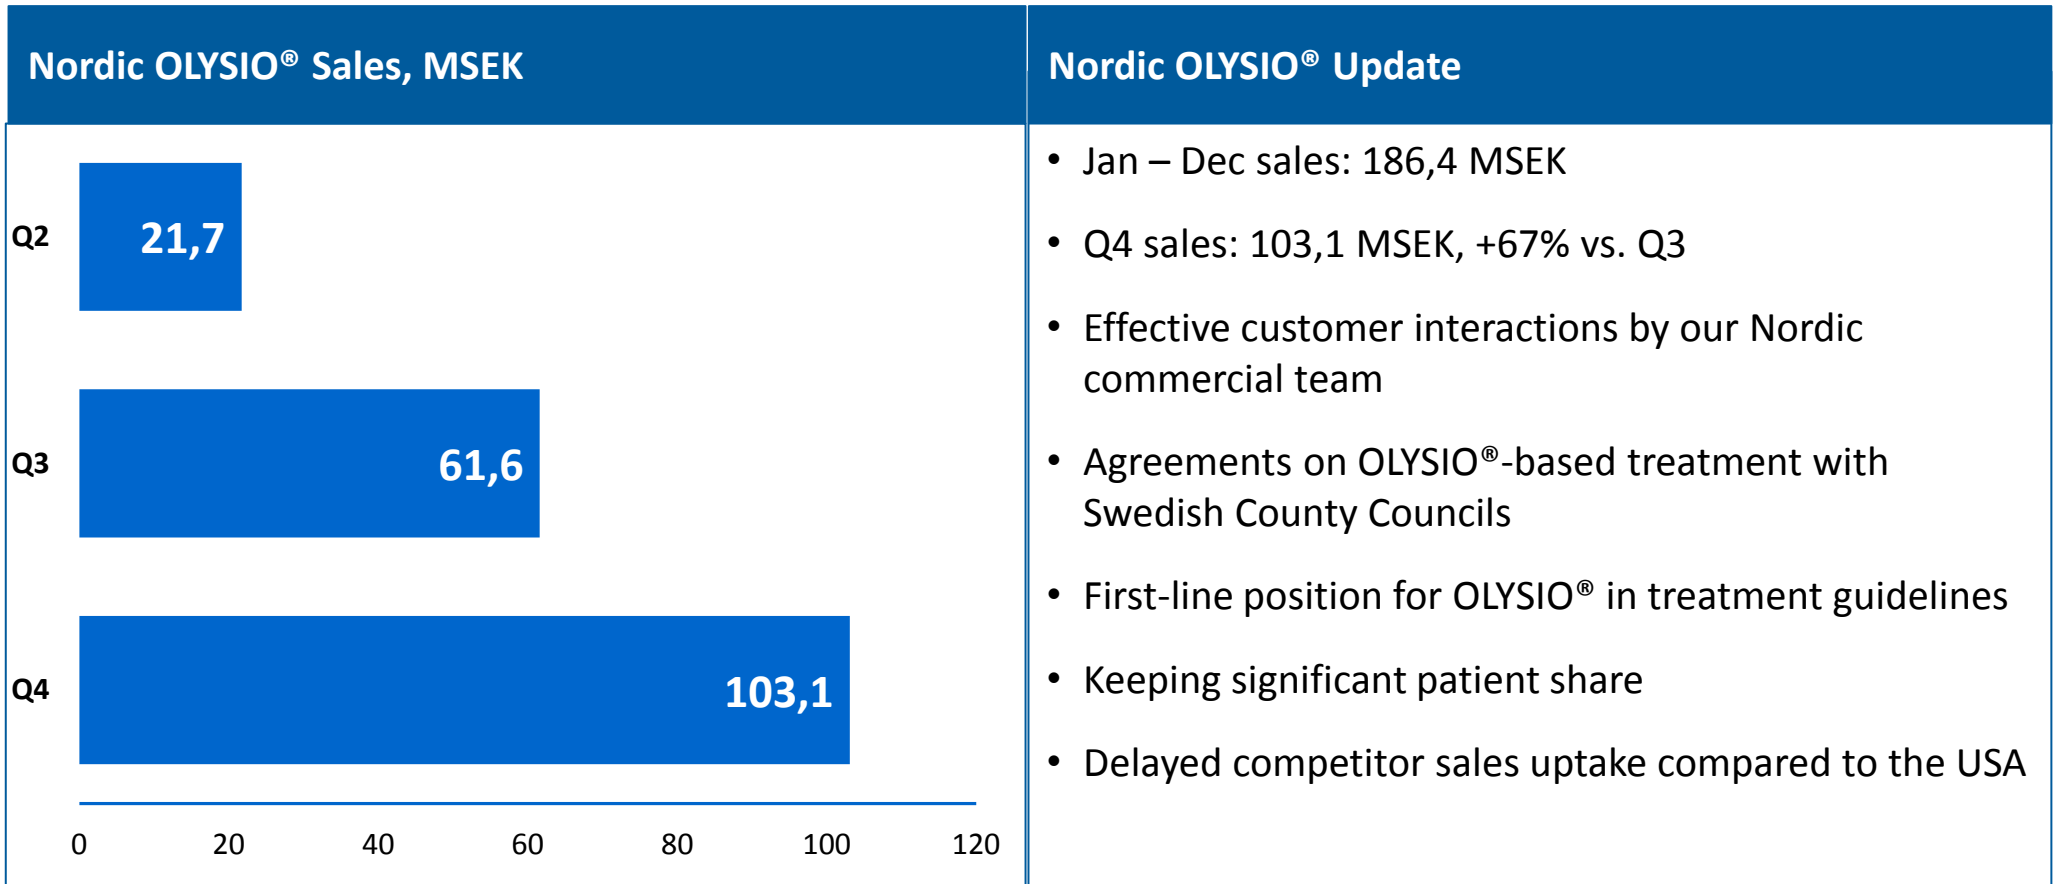 Nordic OLYSIO® Sales, MSEK
Q2
21,7
Q3
61,6
Q4
103,1
0 20 40 60 80 100 120
Nordic OLYSIO® Update
• Jan – Dec sales: 186,4 MSEK
• Q4 sales: 103,1 MSEK, +67% vs. Q3
• Effective customer interactions by our Nordic
commercial team
• Agreements on OLYSIO®-based treatment with
Swedish County Councils
• First-line position for OLYSIO® in treatment guidelines
• Keeping significant patient share
• Delayed competitor sales uptake compared to the USA